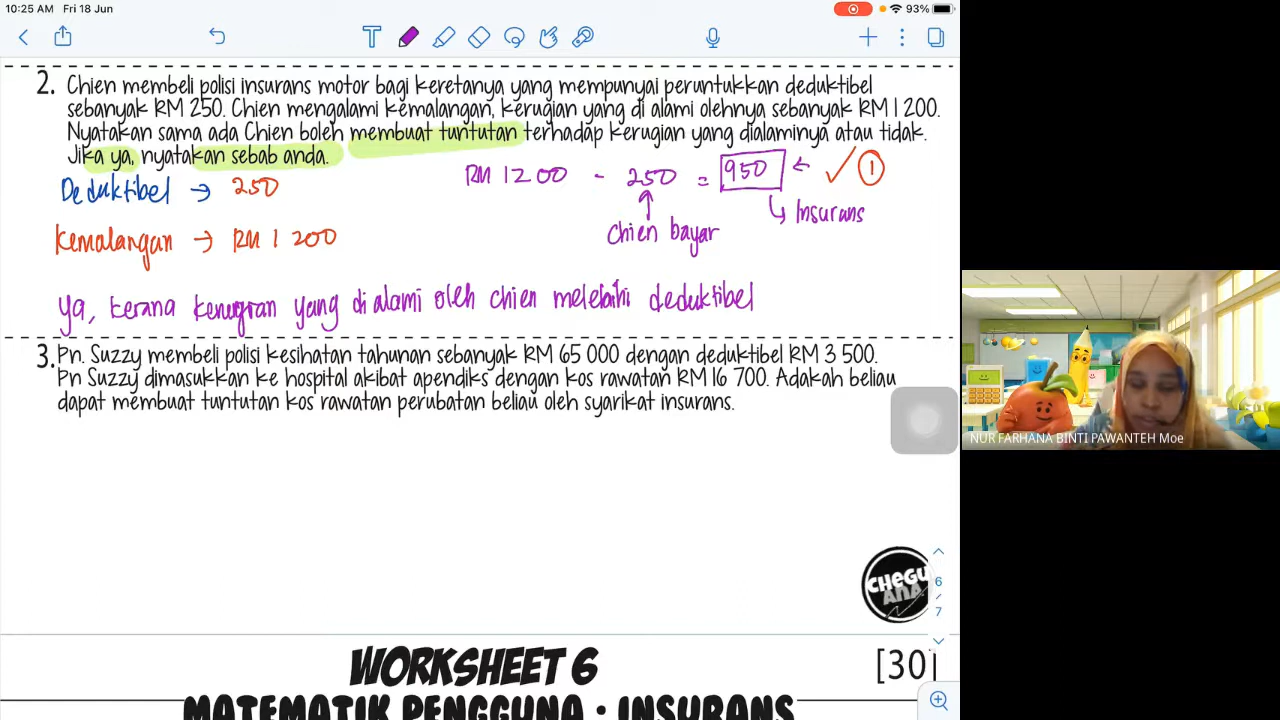 10:25 AM Fri 18 Jun
93%
2. Chien membeli polisi insurans motor bagi keretanya yang mempunyai peruntukkan deduktibel
sebanyak RM 250. Chien mengalami kemalangan, kerugian yang di alami olehnya sebanyak RM 1 200.
Nyatakan sama ada Chien boleh membuat tuntutan terhadap kerugian yang dialaminya atau tidak.
Jika ya, nyatakan sebab anda.
RM 1200 - 250 = 950 ← ✓ 1
Deduktibel → 250
Insurans
Chien bayar
Kemalangan → RM 1 200
Ya, kerana kerugian yang di alami oleh chien melebihi deduktibel
3. Pn. Suzzy membeli polisi kesihatan tahunan sebanyak RM 65 000 dengan deduktibel RM 3 500.
Pn Suzzy dimasukkan ke hospital akibat apendiks dengan kos rawatan RM 16 700. Adakah beliau
dapat membuat tuntutan kos rawatan perubatan beliau oleh syarikat insurans.
NUR FARHANA BINTI PAWANTEH Moe
CHEGU
ANA
6
/
7
WORKSHEET 6
[30]
MATEMATIK PENGGUNA • INSURANS